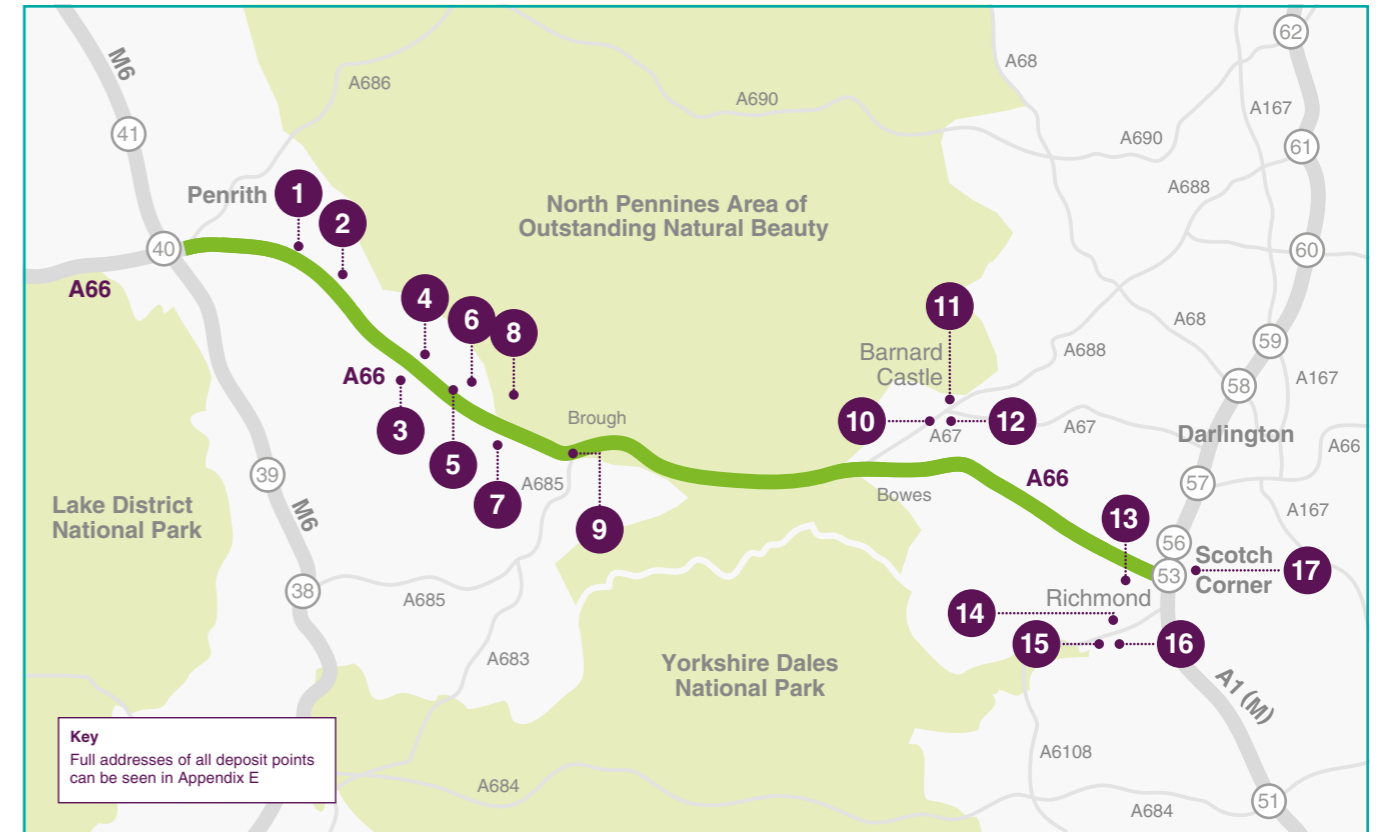 62
M6
A68
A686
A690
A167
41
A690
61
Penrith
1
A688
2
North Pennines Area of
Outstanding Natural Beauty
40
60
A66
4
11
6
8
A68
59
Barnard
Castle
A688
A66
58
A167
3
Brough
10
12
A67
A67
Darlington
A66
5
39
A685
A66
57
7
Bowes
Lake District
National Park
M6
13
A167
9
56
Scotch
Corner
53
17
38
Richmond
A685
14
15
16
A683
Yorkshire Dales
National Park
A1 (M)
Key
Full addresses of all deposit points
can be seen in Appendix E
A6108
A684
51
A684